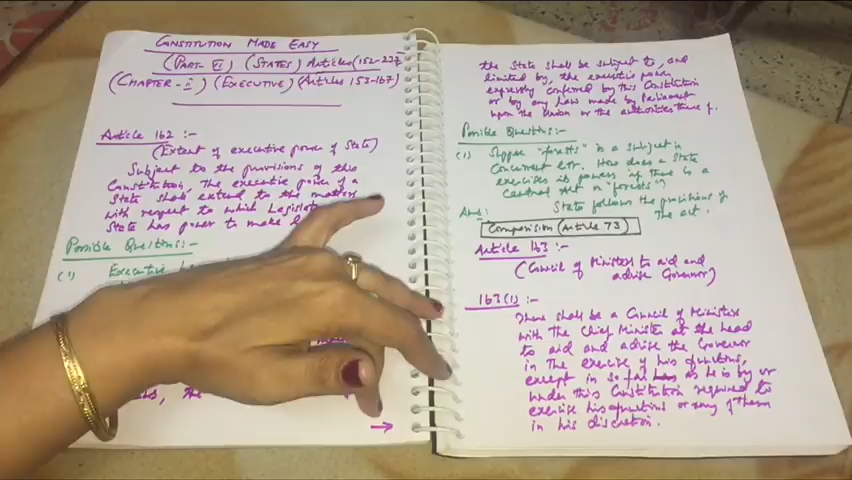 CONSTITUTION MADE EASY
(PART-VI) (STATES) Articles (152-237)
(CHAPTER-II) (EXECUTIVE) (Articles 153-167)
Article 162 :-
(Extent of executive power of State)
Subject to the provisions of this
Constitution, The executive power of a
State shall extend to the matters
with respect to which Legisl
State has power to make l
Possible Questions:-
(1) Executive
the
the State shall be subject to, and
limited by, the executive power
expressly conferred by this Constitution
or by any laws made by Parliament
upon the Union or the authorities thereof.
Possible Questions:-
(1) Suppose "forests" is a subject in
Concurrent list. How does a State
exercises its powers if there is a
Central Act on "forests"?
Ans: State follows the provisions of
The act.
Comparision (Article 73)
Article 163 :-
(Council of Ministers to aid and
advise Governor)
163(1) :-
There shall be a Council of Ministers
with The Chief Minister at the head
to aid and advise the Governor
in The exercise of his functions,
except in so far as he is by or
under this Constitution required to
exercise his functions or any of them
in his discretion.